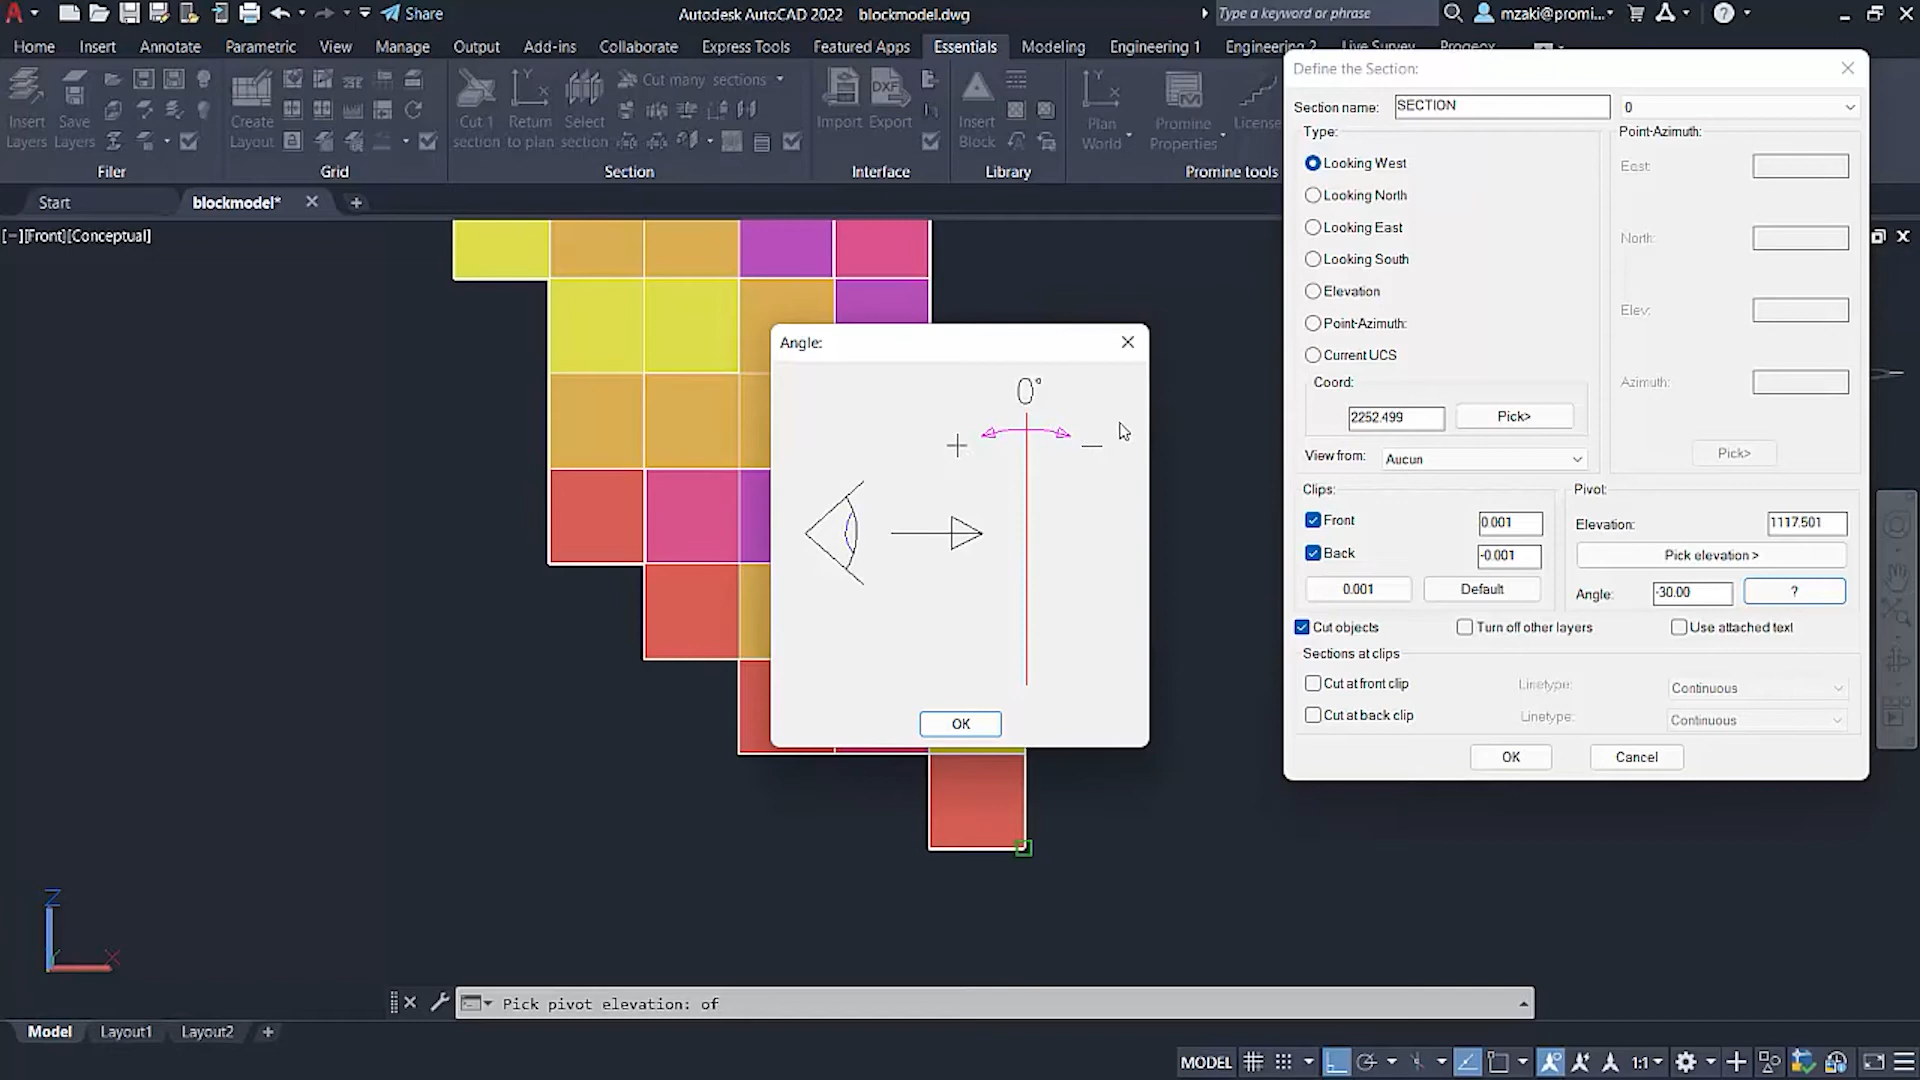 A Share Autodesk AutoCAD 2022 blockmodel.dwg Type a keyword or phrase mzaki@promi... ?
Home Insert Annotate Parametric View Manage Output Add-ins Collaborate Express Tools Featured Apps Essentials Modeling Engineering 1 Engineering 2 Live Survey Progeox
Cut many sections
DXF
Insert Layers
Save Layers
Create Layout
Cut 1 section
Return to plan
Select section
Import
Export
Insert Block
Plan World
Promine Properties
License
Filer Grid Section Interface Library Promine tools
Start blockmodel*
[−][Front][Conceptual]
Define the Section:
Section name: SECTION 0
Type: Point-Azimuth:
Looking West East:
Looking North
Looking East North:
Looking South
Elevation Elev:
Point-Azimuth:
Current UCS
Coord: Azimuth:
2252.499 Pick>
View from: Aucun Pick>
Clips: Pivot:
Front 0.001 Elevation: 1117.501
Back -0.001 Pick elevation >
0.001 Default Angle: -30.00 ?
Cut objects Turn off other layers Use attached text
Sections at clips
Cut at front clip Linetype: Continuous
Cut at back clip Linetype: Continuous
OK Cancel
Angle:
0°
+ −
OK
Z
Y X
Pick pivot elevation: of
Model Layout1 Layout2 +
MODEL 1:1